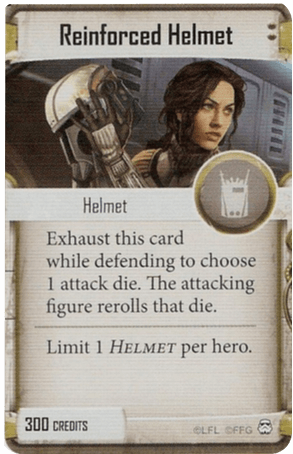 Reinforced Helmet
Helmet
Exhaust this card
while defending to choose
1 attack die. The attacking
figure rerolls that die.
Limit 1 HELMET per hero.
300 CREDITS
©LFL ©FFG